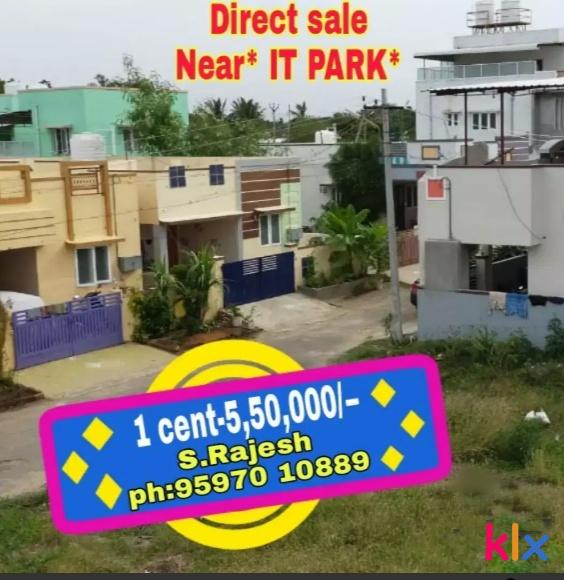 Direct sale
Near* IT PARK*
1 cent-5,50,000/-
S.Rajesh
ph:95970 10889
klx